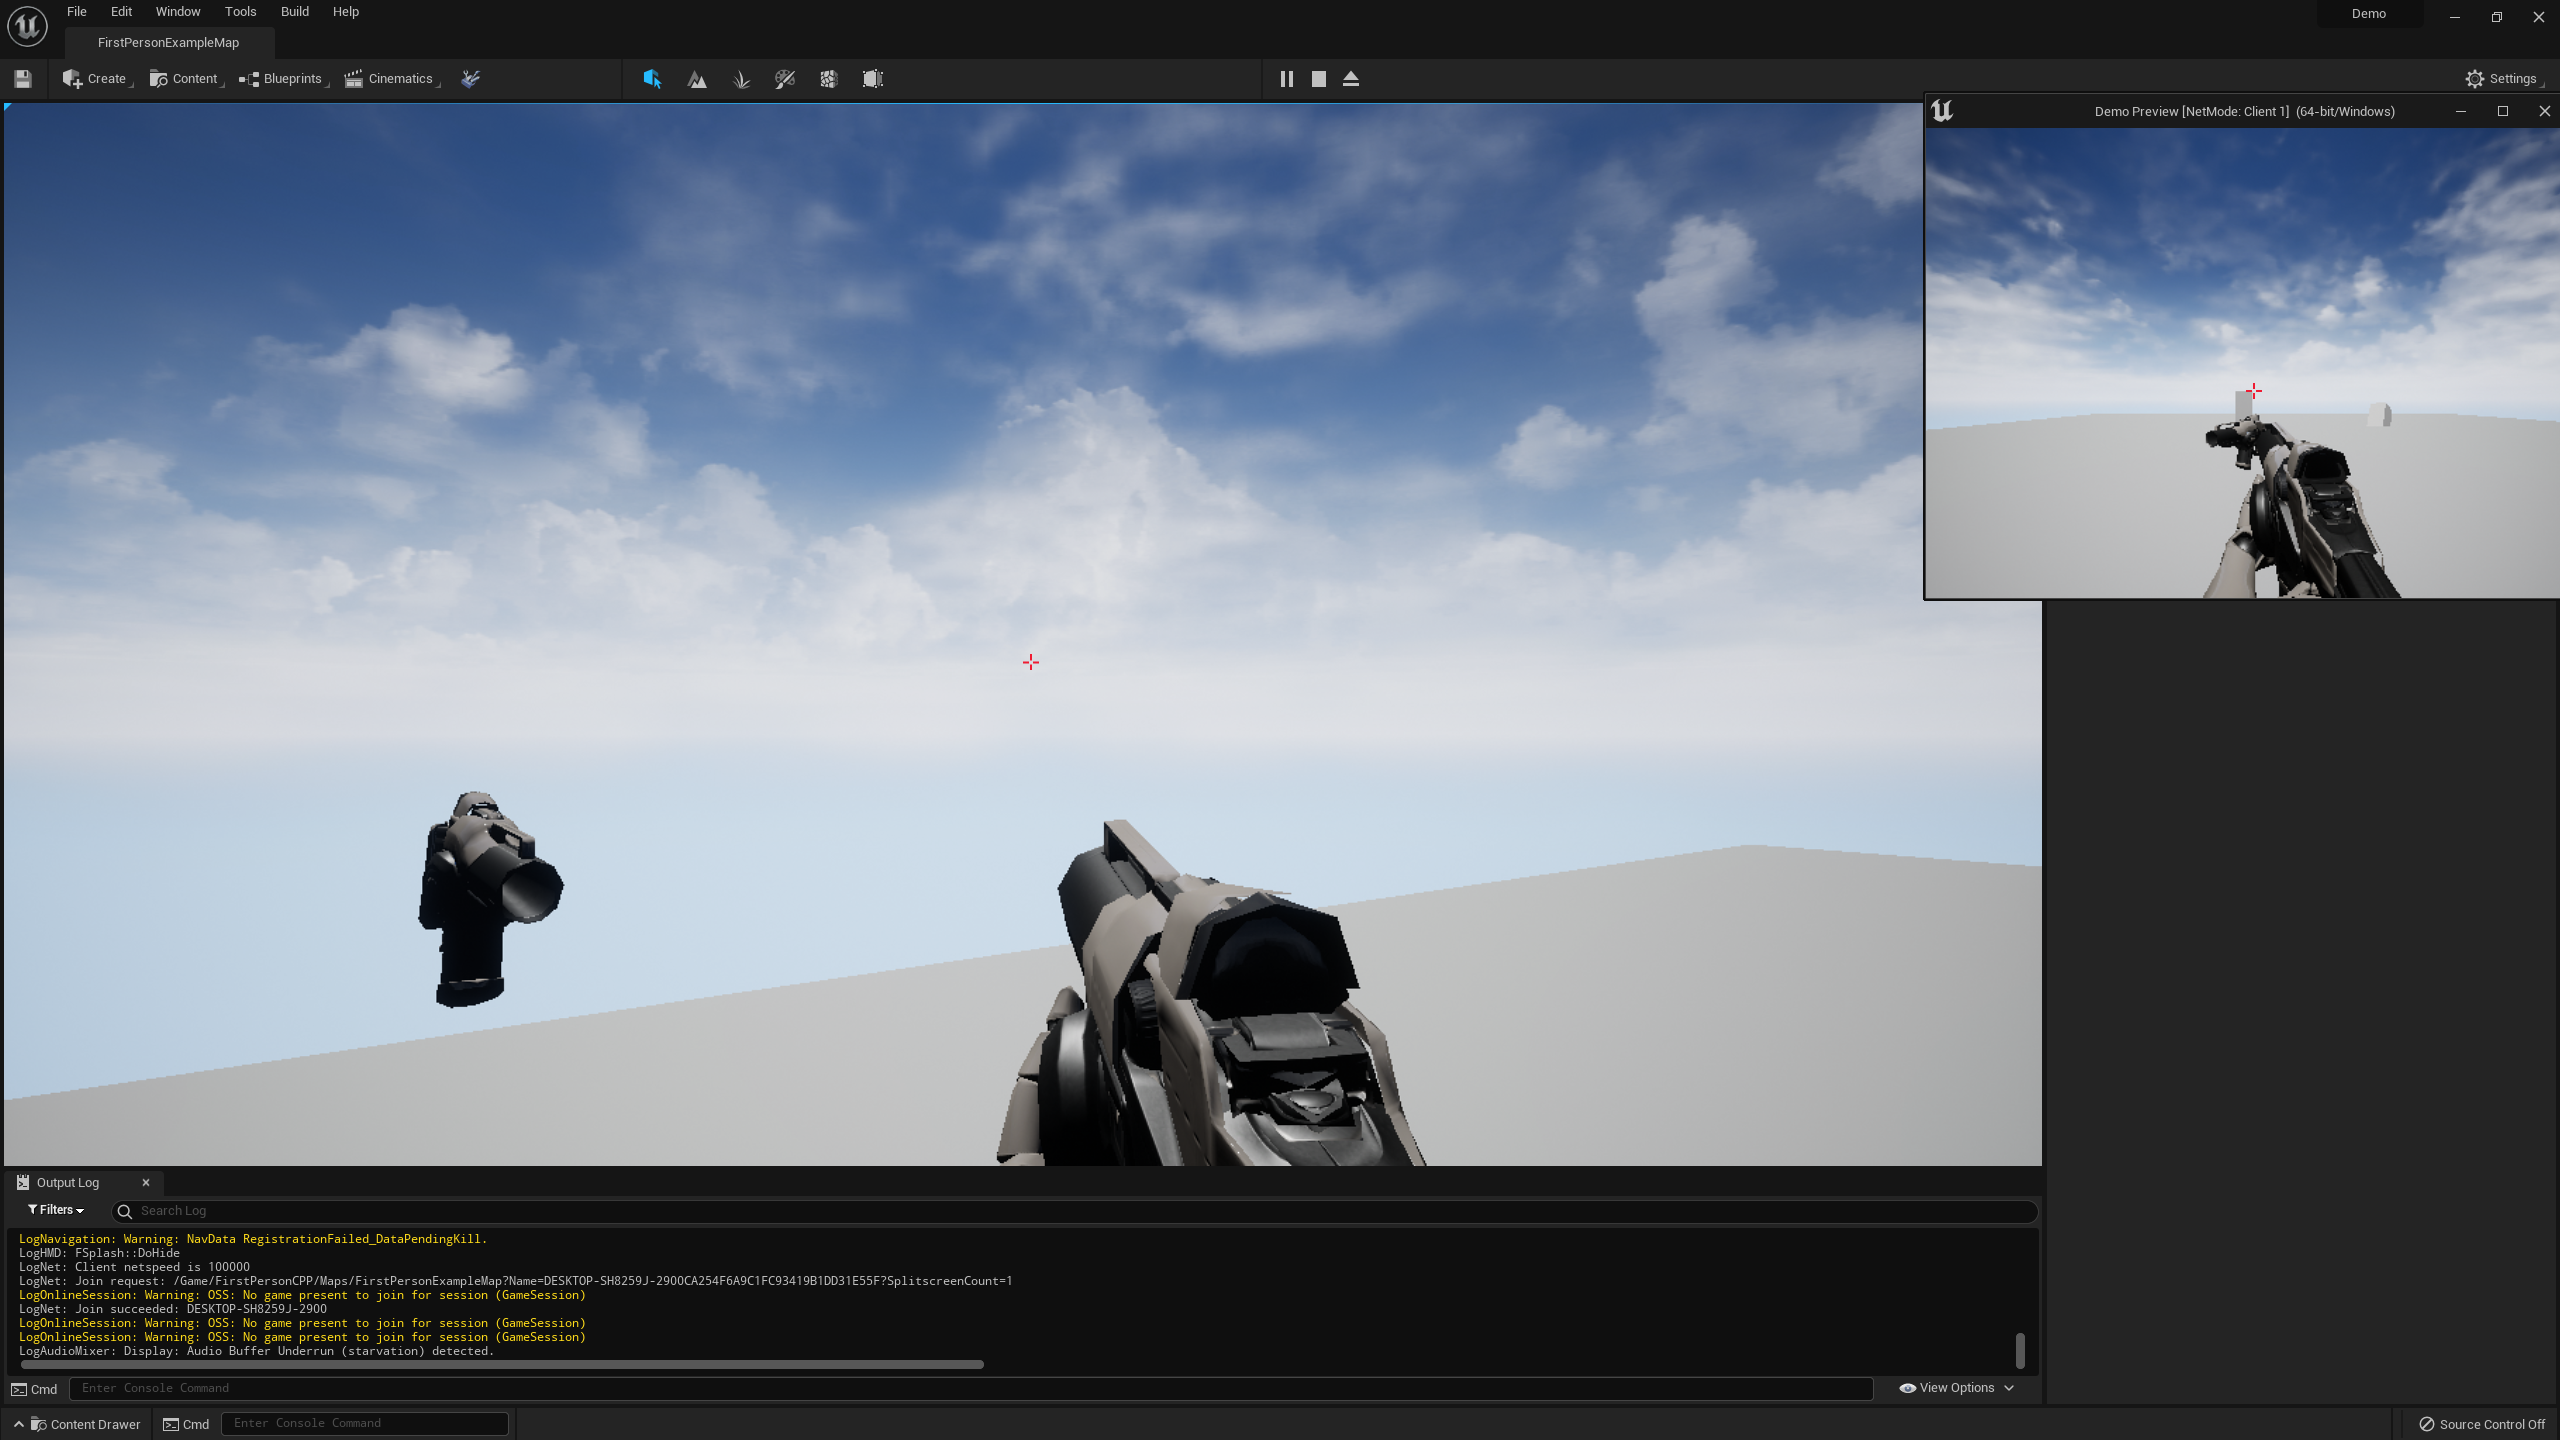 File Edit Window Tools Build Help
Demo
FirstPersonExampleMap
Create Content Blueprints Cinematics
Settings
Demo Preview [NetMode: Client 1] (64-bit/Windows)
Output Log
Filters
Search Log
LogNavigation: Warning: NavData RegistrationFailed_DataPendingKill.
LogHMD: FSplash::DoHide
LogNet: Client netspeed is 100000
LogNet: Join request: /Game/FirstPersonCPP/Maps/FirstPersonExampleMap?Name=DESKTOP-SH8259J-2900CA254F6A9C1FC93419B1DD31E55F?SplitscreenCount=1
LogOnlineSession: Warning: OSS: No game present to join for session (GameSession)
LogNet: Join succeeded: DESKTOP-SH8259J-2900
LogOnlineSession: Warning: OSS: No game present to join for session (GameSession)
LogOnlineSession: Warning: OSS: No game present to join for session (GameSession)
LogAudioMixer: Display: Audio Buffer Underrun (starvation) detected.
Cmd Enter Console Command View Options
Content Drawer Cmd Enter Console Command Source Control Off